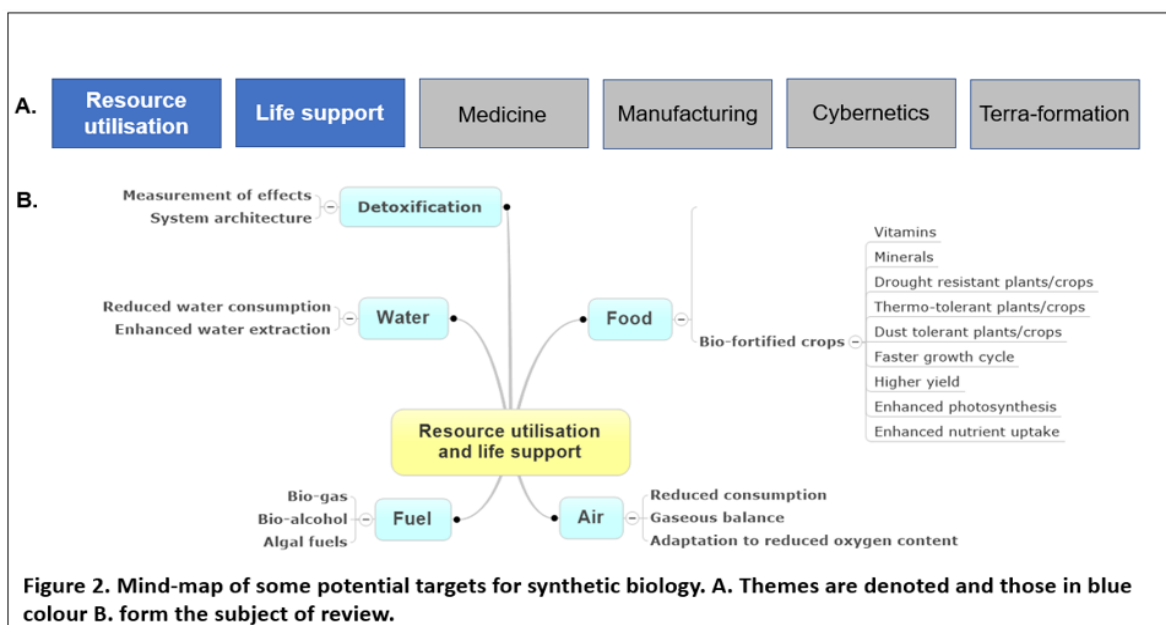 A.
Resource
utilisation
Life support
Medicine
Manufacturing
Cybernetics
Terra-formation
B.
Measurement of effects
System architecture
Detoxification
Reduced water consumption
Enhanced water extraction
Water
Food
Bio-fortified crops
Vitamins
Minerals
Drought resistant plants/crops
Thermo-tolerant plants/crops
Dust tolerant plants/crops
Faster growth cycle
Higher yield
Enhanced photosynthesis
Enhanced nutrient uptake
Resource utilisation
and life support
Bio-gas
Bio-alcohol
Algal fuels
Fuel
Air
Reduced consumption
Gaseous balance
Adaptation to reduced oxygen content
Figure 2. Mind-map of some potential targets for synthetic biology. A. Themes are denoted and those in blue
colour B. form the subject of review.